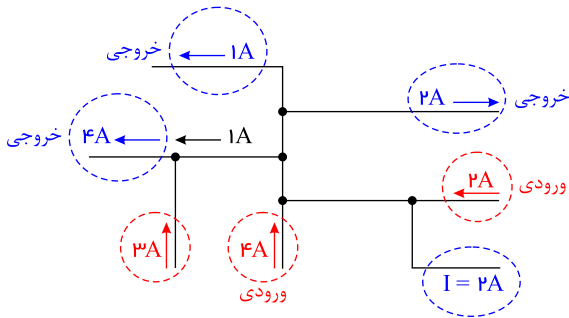 خروجی ۱A
۲A خروجی
خروجی ۴A ۱A
۲A ورودی
۳A ۴A
I = ۲A
ورودی